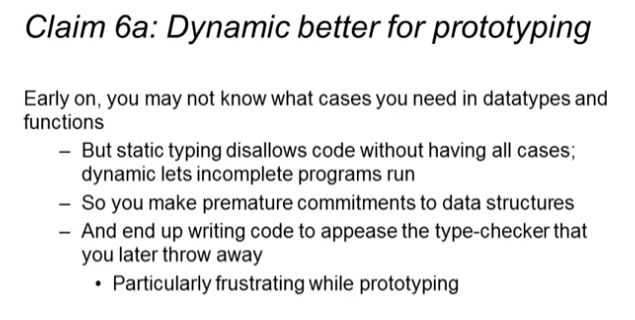 Claim 6a: Dynamic better for prototyping
Early on, you may not know what cases you need in datatypes and
functions
– But static typing disallows code without having all cases;
dynamic lets incomplete programs run
– So you make premature commitments to data structures
– And end up writing code to appease the type-checker that
you later throw away
• Particularly frustrating while prototyping